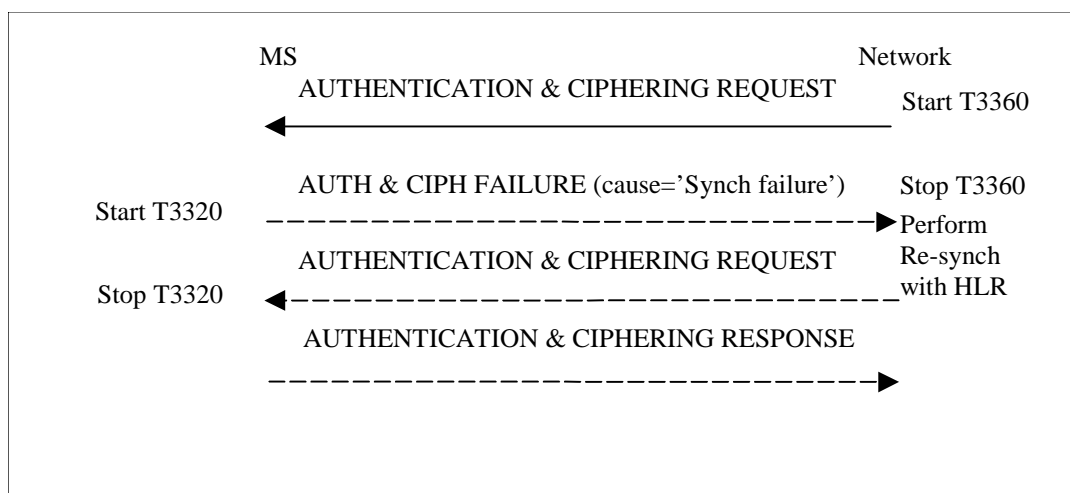 MS
Network
AUTHENTICATION & CIPHERING REQUEST
Start T3360
AUTH & CIPH FAILURE (cause=’Synch failure’)
Stop T3360
Start T3320
Perform
Re-synch
with HLR
AUTHENTICATION & CIPHERING REQUEST
Stop T3320
AUTHENTICATION & CIPHERING RESPONSE